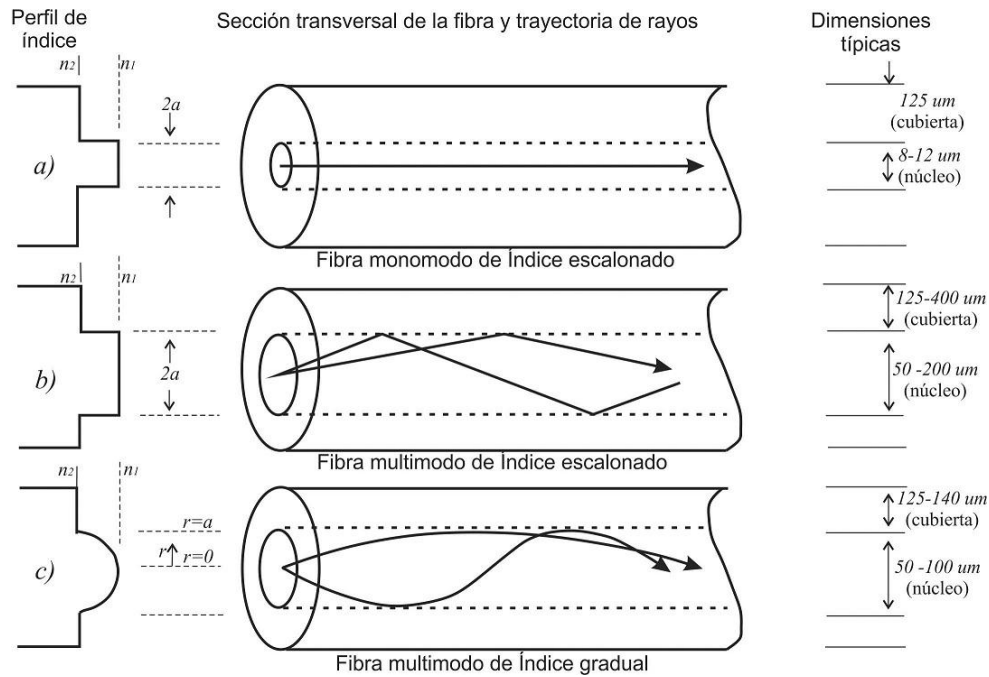 Perfil de
índice
Sección transversal de la fibra y trayectoria de rayos
Dimensiones
típicas
n2
n1
2a
a)
125 um
(cubierta)
8-12 um
(núcleo)
Fibra monomodo de Índice escalonado
n2
n1
2a
b)
125-400 um
(cubierta)
50 -200 um
(núcleo)
Fibra multimodo de Índice escalonado
n2
n1
r=a
r
r=0
c)
125-140 um
(cubierta)
50 -100 um
(núcleo)
Fibra multimodo de Índice gradual